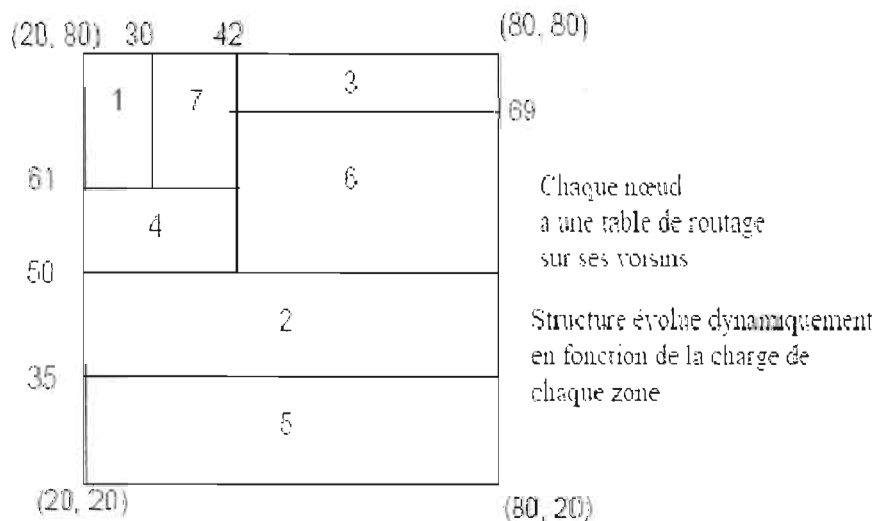 (20, 80) 30 42 (80, 80)
1 7 3
69
61 6
4
50
2
35
5
(20, 20) (80, 20)
Chaque nœud
a une table de routage
sur ses voisins
Structure évolue dynamiquement
en fonction de la charge de
chaque zone